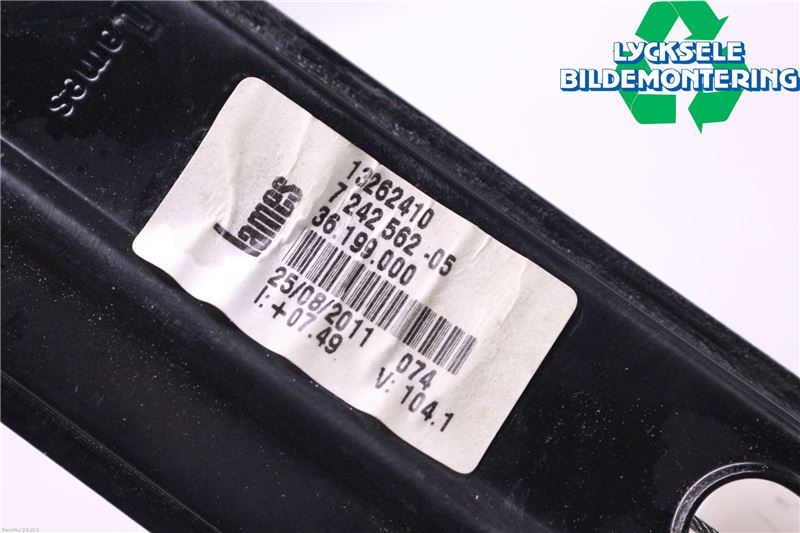 Lames
LYCKSELE
BILDEMONTERING
lames
13262410
7 242 562 -05
36.199.000
25/08/2011 074
I:+07.49 V: 104.1